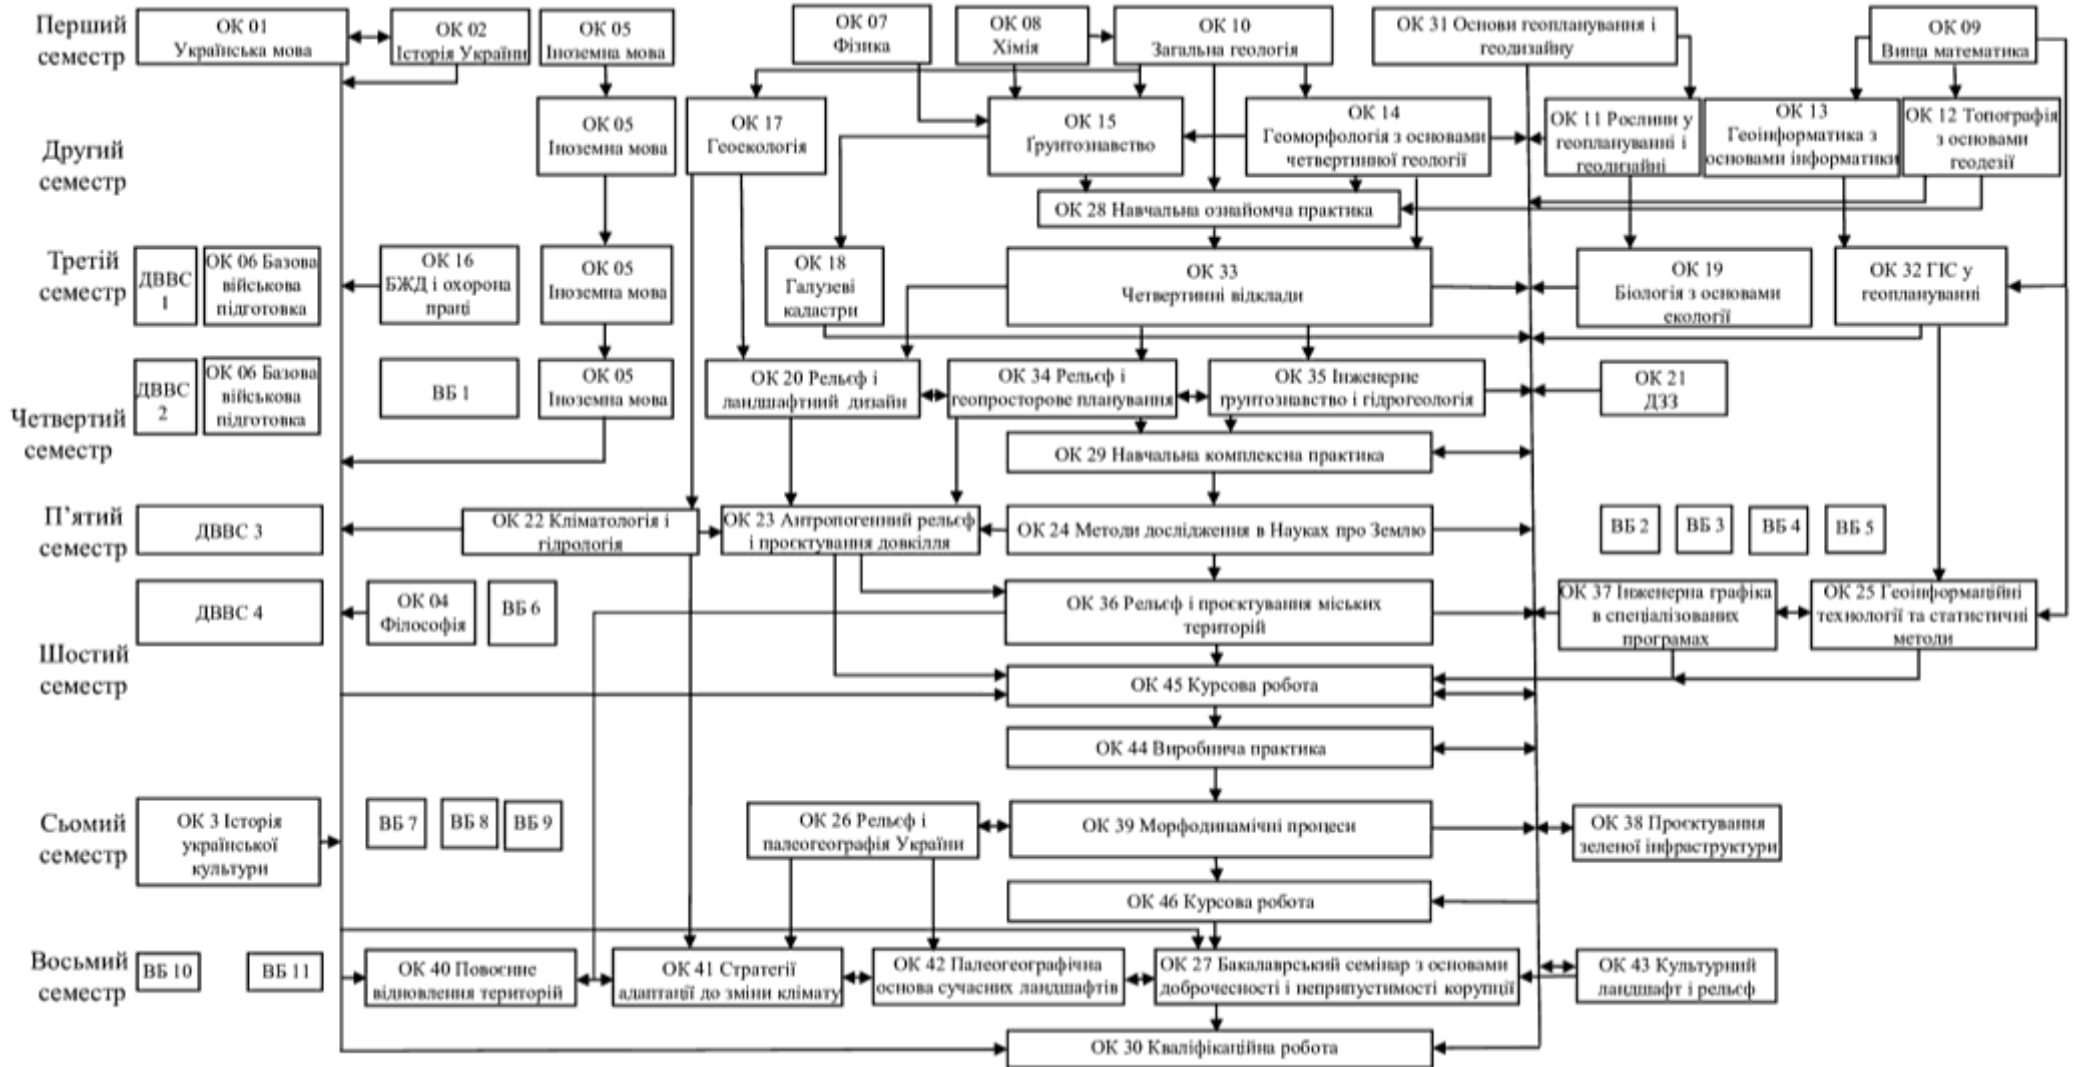 Перший
семестр
ОК 01
Українська мова
ОК 02
Історія України
ОК 05
Іноземна мова
ОК 07
Фізика
ОК 08
Хімія
ОК 10
Загальна геологія
ОК 31 Основи геопланування і
геодизайну
ОК 09
Вища математика
Другий
семестр
ОК 05
Іноземна мова
ОК 17
Геоекологія
ОК 15
Ґрунтознавство
ОК 14
Геоморфологія з основами
четвертинної геології
ОК 11 Рослини у
геоплануванні і
геодизайні
ОК 13
Геоінформатика з
основами інформатики
ОК 12 Топографія
з основами
геодезії
ОК 28 Навчальна ознайомча практика
Третій
семестр
ДВВС
1
ОК 06 Базова
військова
підготовка
ОК 16
БЖД і охорона
праці
ОК 05
Іноземна мова
ОК 18
Галузеві
кадастри
ОК 33
Четвертинні відклади
ОК 19
Біологія з основами
екології
ОК 32 ГІС у
геоплануванні
Четвертий
семестр
ДВВС
2
ОК 06 Базова
військова
підготовка
ВБ 1
ОК 05
Іноземна мова
ОК 20 Рельєф і
ландшафтний дизайн
ОК 34 Рельєф і
геопросторове планування
ОК 35 Інженерне
ґрунтознавство і гідрогеологія
ОК 21
ДЗЗ
ОК 29 Навчальна комплексна практика
П’ятий
семестр
ДВВС 3
ОК 22 Кліматологія і
гідрологія
ОК 23 Антропогенний рельєф
і проєктування довкілля
ОК 24 Методи дослідження в Науках про Землю
ВБ 2
ВБ 3
ВБ 4
ВБ 5
Шостий
семестр
ДВВС 4
ОК 04
Філософія
ВБ 6
ОК 36 Рельєф і проєктування міських
територій
ОК 37 Інженерна графіка
в спеціалізованих
програмах
ОК 25 Геоінформаційні
технології та статистичні
методи
ОК 45 Курсова робота
ОК 44 Виробнича практика
Сьомий
семестр
ОК 3 Історія
української
культури
ВБ 7
ВБ 8
ВБ 9
ОК 26 Рельєф і
палеогеографія України
ОК 39 Морфодинамічні процеси
ОК 38 Проєктування
зеленої інфраструктури
ОК 46 Курсова робота
Восьмий
семестр
ВБ 10
ВБ 11
ОК 40 Повоєнне
відновлення територій
ОК 41 Стратегії
адаптації до зміни клімату
ОК 42 Палеогеографічна
основа сучасних ландшафтів
ОК 27 Бакалаврський семінар з основами
доброчесності і неприпустимості корупції
ОК 43 Культурний
ландшафт і рельєф
ОК 30 Кваліфікаційна робота